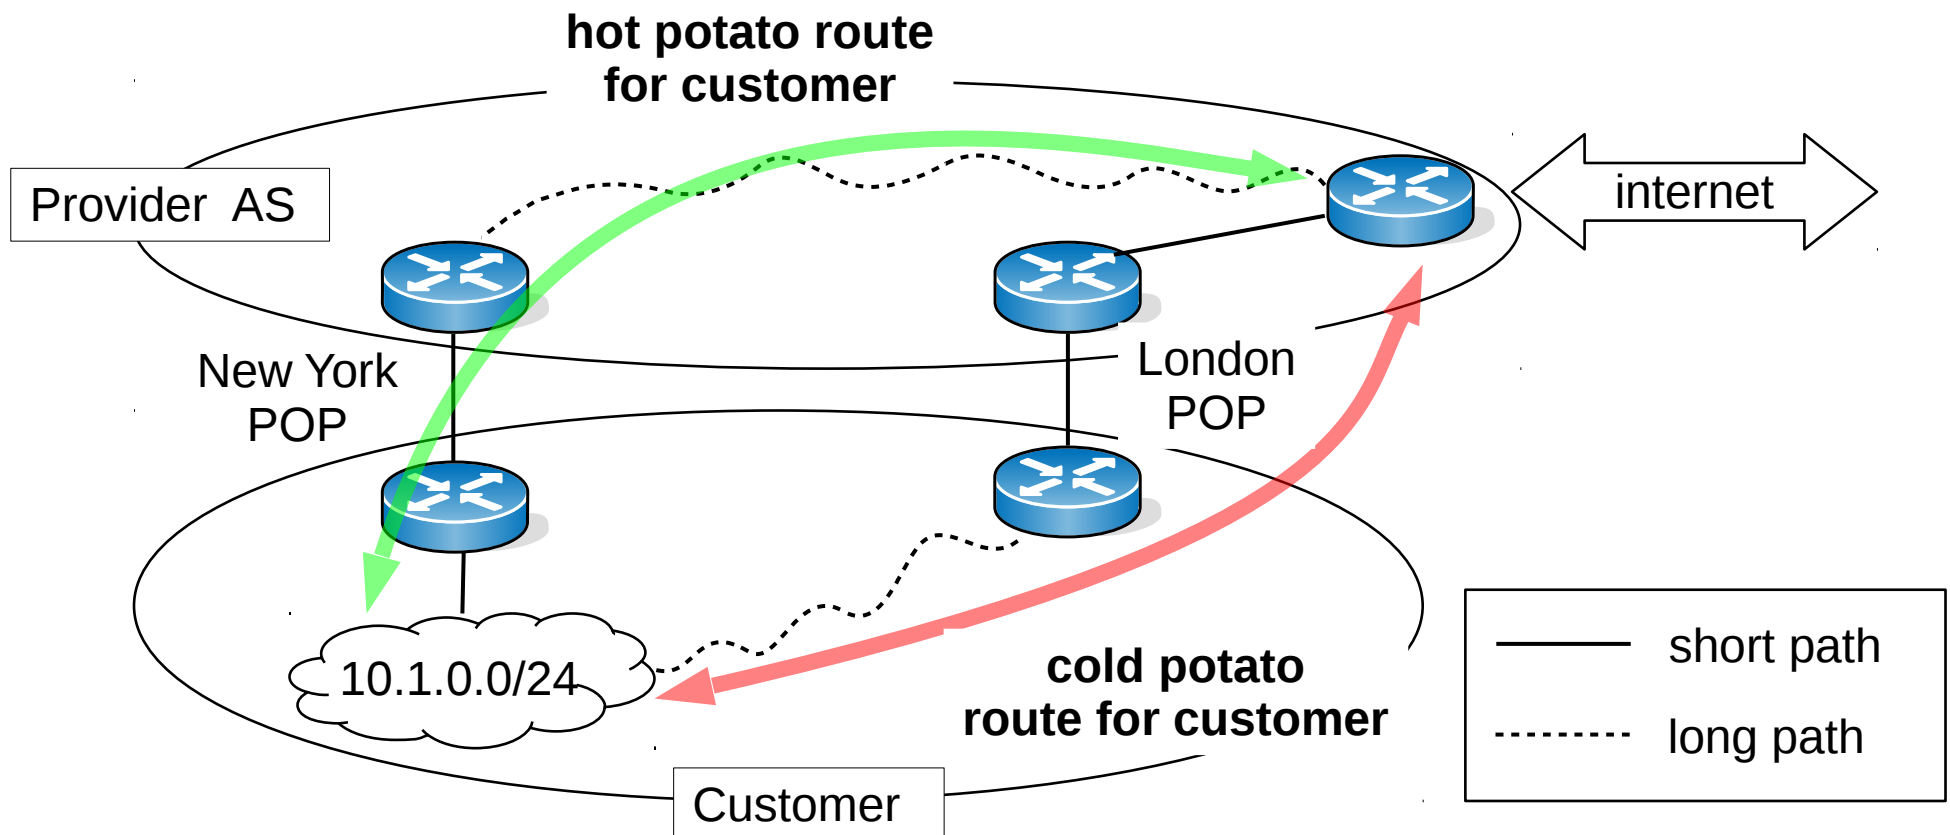 hot potato route
for customer
Provider AS
internet
New York
POP
London
POP
10.1.0.0/24
cold potato
route for customer
short path
long path
Customer